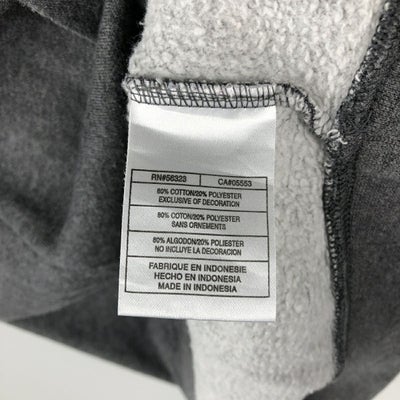 RN#56323 CA#05553
80% COTTON/20% POLYESTER
EXCLUSIVE OF DECORATION
80% COTON/20% POLYESTER
SANS ORNEMENTS
80% ALGODON/20% POLIESTER
NO INCLUYE LA DECORACION
FABRIQUE EN INDONESIE
HECHO EN INDONESIA
MADE IN INDONESIA